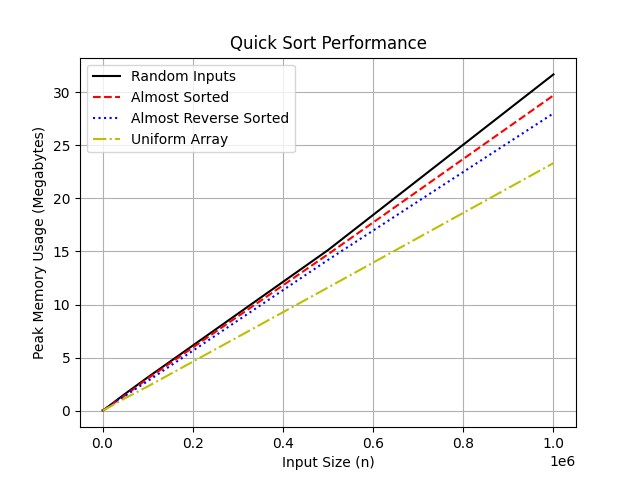 Quick Sort Performance
Random Inputs
Almost Sorted
Almost Reverse Sorted
Uniform Array
Peak Memory Usage (Megabytes)
30
25
20
15
10
5
0
0.0 0.2 0.4 0.6 0.8 1.0
1e6
Input Size (n)